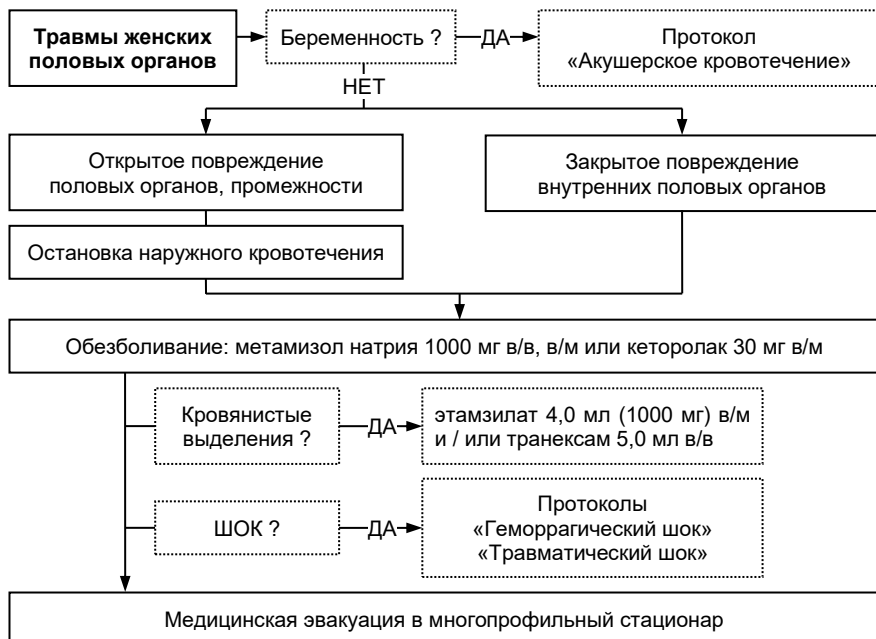 Травмы женских
половых органов
Беременность ?
ДА
Протокол
«Акушерское кровотечение»
НЕТ
Открытое повреждение
половых органов, промежности
Закрытое повреждение
внутренних половых органов
Остановка наружного кровотечения
Обезболивание: метамизол натрия 1000 мг в/в, в/м или кеторолак 30 мг в/м
Кровянистые
выделения ?
ДА
этамзилат 4,0 мл (1000 мг) в/м
и / или транексам 5,0 мл в/в
ШОК ?
ДА
Протоколы
«Геморрагический шок»
«Травматический шок»
Медицинская эвакуация в многопрофильный стационар